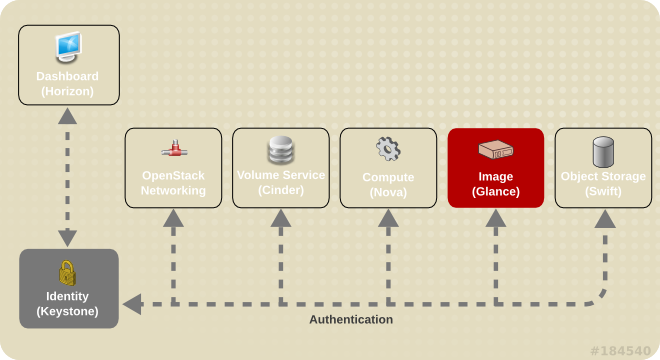 Dashboard
(Horizon)
OpenStack
Networking
Volume Service
(Cinder)
Compute
(Nova)
Image
(Glance)
Object Storage
(Swift)
Identity
(Keystone)
Authentication
#184540